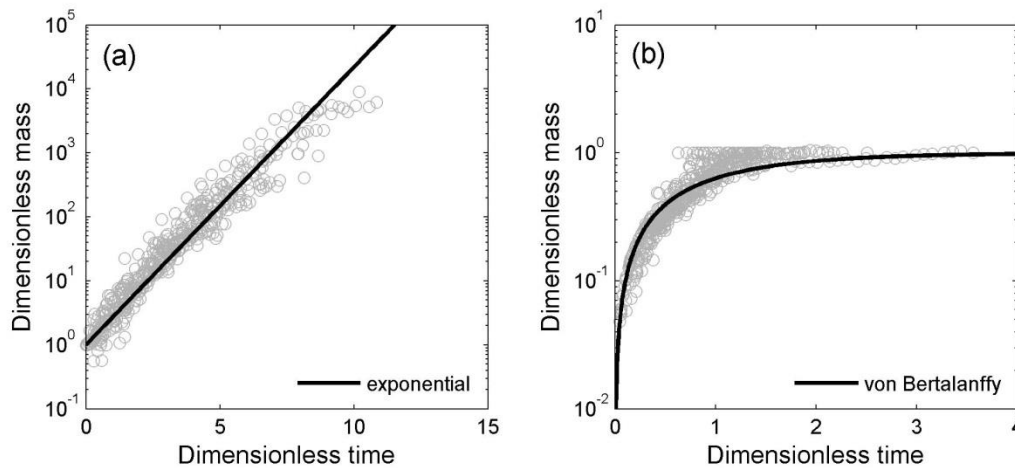 (a)
10^5
10^4
10^3
10^2
10^1
10^0
10^-1
Dimensionless mass
exponential
0 5 10 15
Dimensionless time
(b)
10^1
10^0
10^-1
10^-2
Dimensionless mass
von Bertalanffy
0 1 2 3 4
Dimensionless time